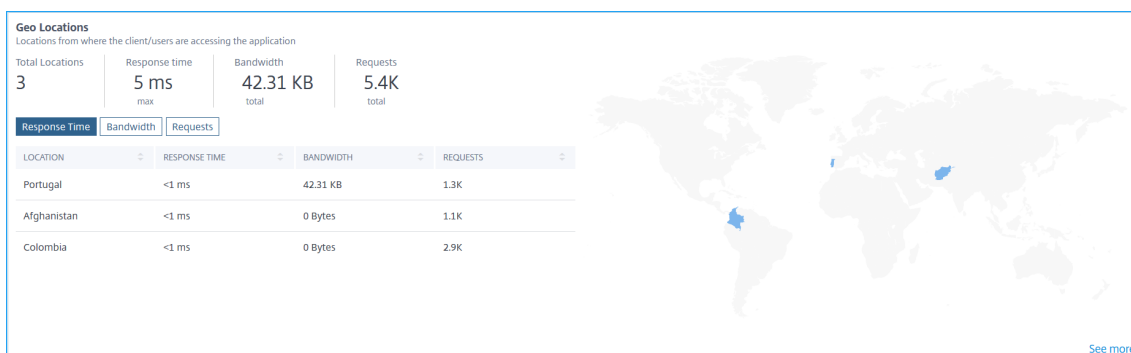 Geo Locations
Locations from where the client/users are accessing the application
Total Locations Response time Bandwidth Requests
3 5 ms 42.31 KB 5.4K
max total total
Response Time Bandwidth Requests
LOCATION RESPONSE TIME BANDWIDTH REQUESTS
Portugal <1 ms 42.31 KB 1.3K
Afghanistan <1 ms 0 Bytes 1.1K
Colombia <1 ms 0 Bytes 2.9K
See more